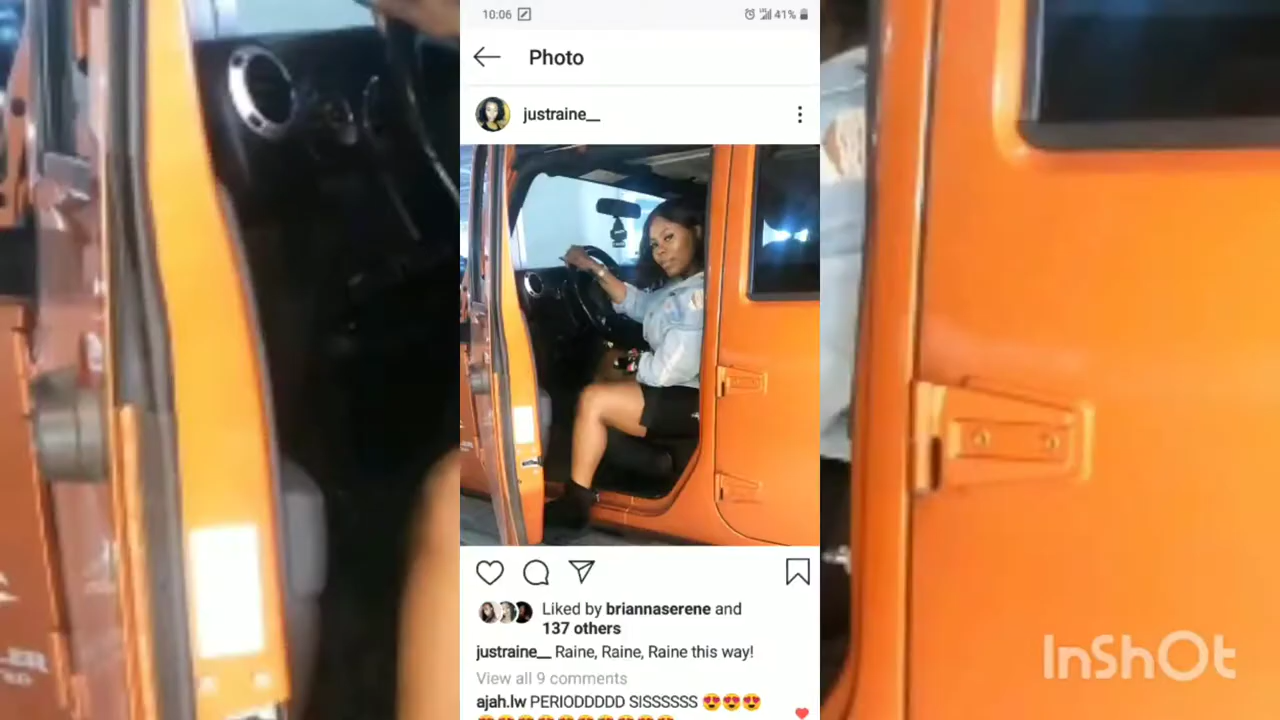 10:06
41%
Photo
justraine__
Liked by briannaserene and
137 others
justraine__ Raine, Raine, Raine this way!
View all 9 comments
ajah.lw PERIODDDDD SISSSSSS 😍😍😍
InShOt